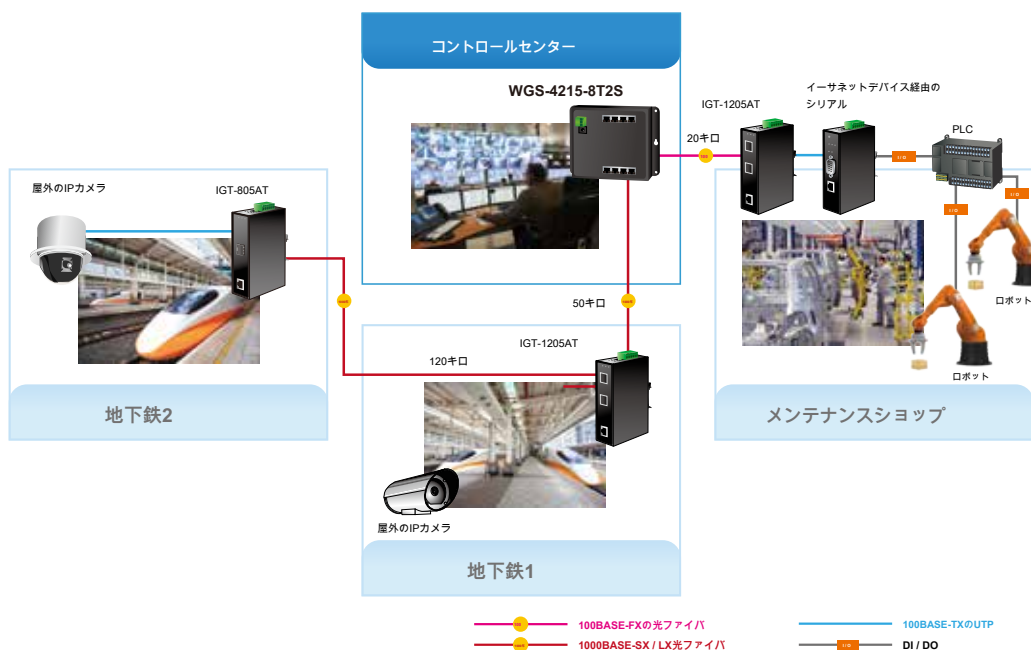 コントロールセンター
WGS-4215-8T2S
イーサネットデバイス経由の
シリアル
IGT-1205AT
PLC
20キロ
屋外のIPカメラ
IGT-805AT
50キロ
ロボット
IGT-1205AT
120キロ
ロボット
地下鉄2
メンテナンスショップ
屋外のIPカメラ
地下鉄1
100BASE-FXの光ファイバ
100BASE-TXのUTP
1000BASE-SX / LX光ファイバ
DI / DO